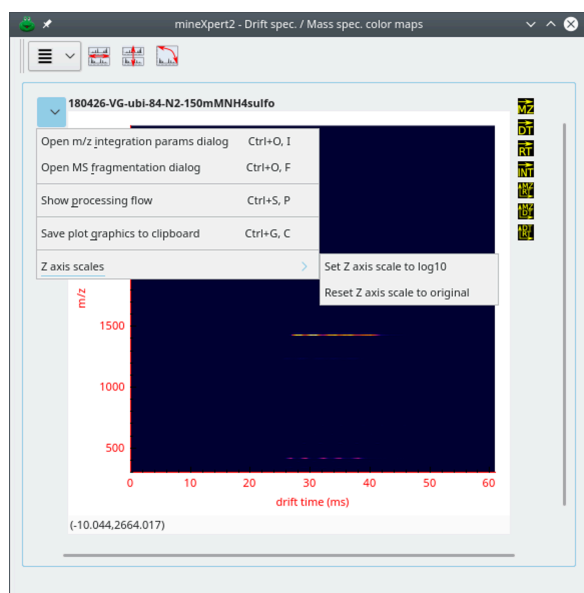 mineXpert2 - Drift spec. / Mass spec. color maps
180426-VG-ubi-84-N2-150mMNH4sulfo
MZ
DT
RT
INT
MZ
RT
MZ
DT
DT
RT
Open m/z integration params dialog Ctrl+O, I
Open MS fragmentation dialog Ctrl+O, F
Show processing flow Ctrl+S, P
Save plot graphics to clipboard Ctrl+G, C
Z axis scales
Set Z axis scale to log10
Reset Z axis scale to original
m/z
1500
1000
500
0 10 20 30 40 50 60
drift time (ms)
(-10.044,2664.017)